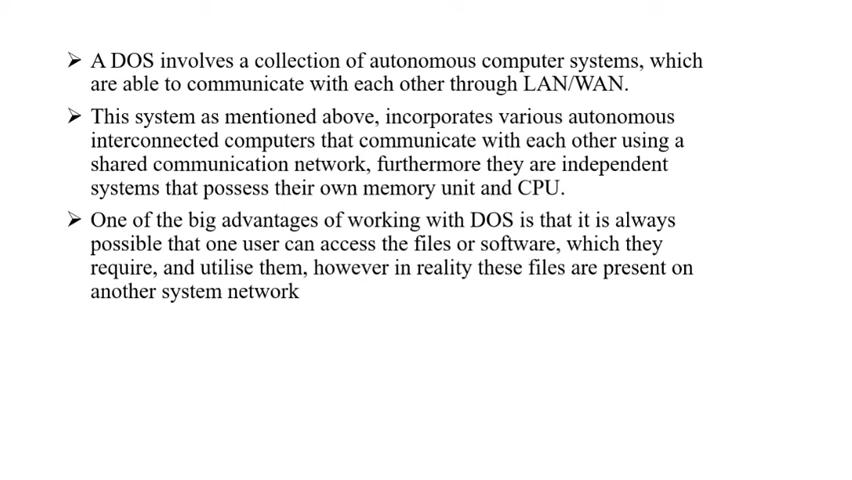 ➢ A DOS involves a collection of autonomous computer systems, which
are able to communicate with each other through LAN/WAN.
➢ This system as mentioned above, incorporates various autonomous
interconnected computers that communicate with each other using a
shared communication network, furthermore they are independent
systems that possess their own memory unit and CPU.
➢ One of the big advantages of working with DOS is that it is always
possible that one user can access the files or software, which they
require, and utilise them, however in reality these files are present on
another system network